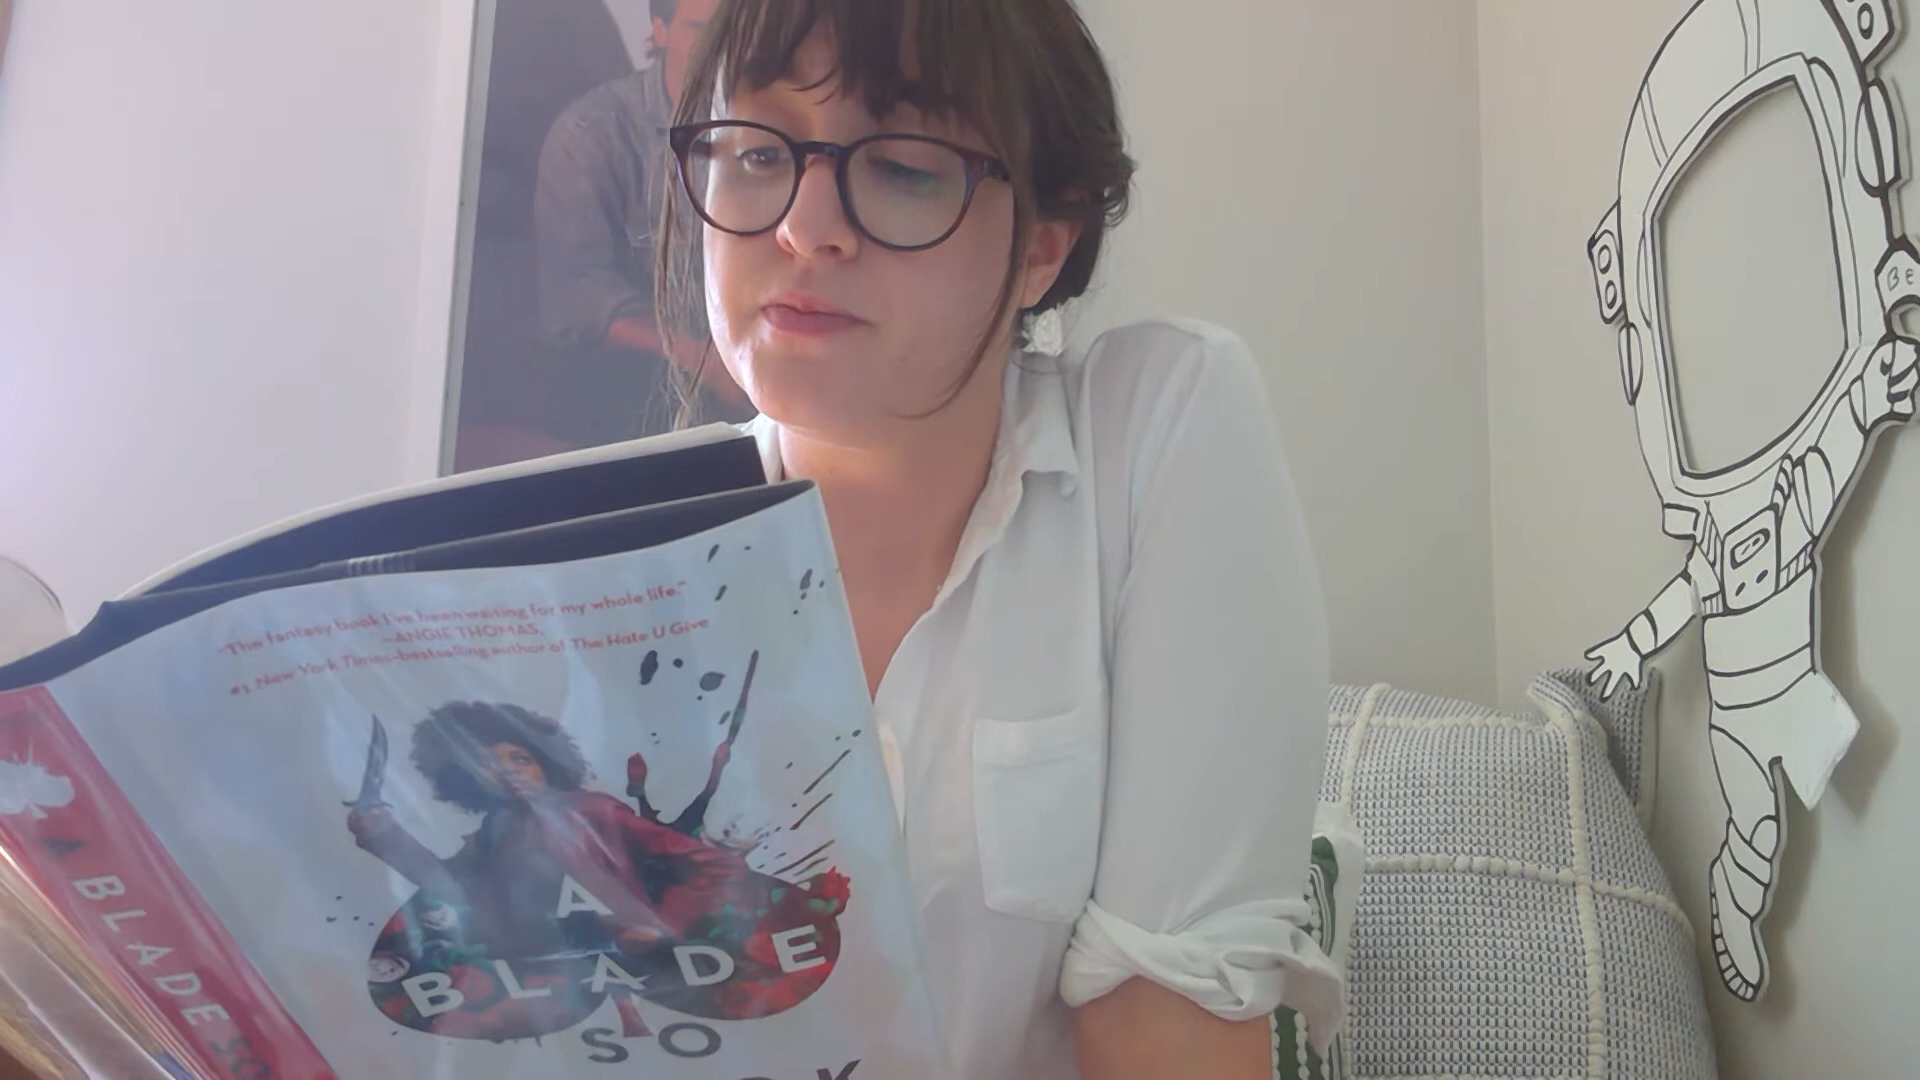 "The fantasy book I've been waiting for my whole life."
—ANGIE THOMAS,
#1 New York Times–bestselling author of The Hate U Give
A
BLADE
SO
A BLADE SO
BE